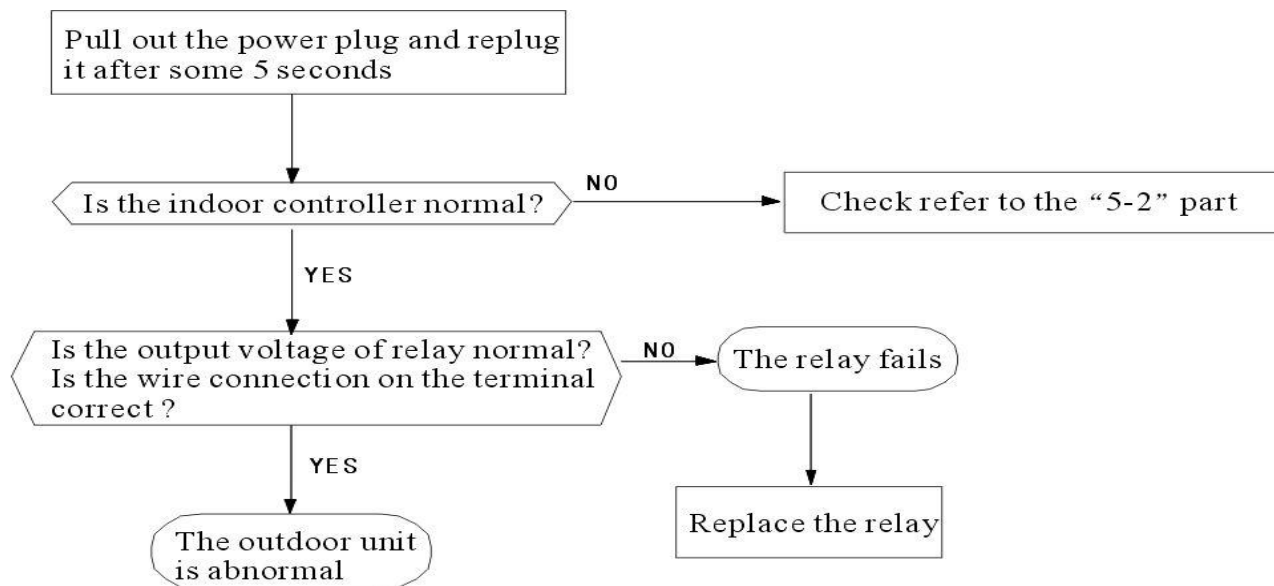 Pull out the power plug and replug
it after some 5 seconds
Is the indoor controller normal?
NO
Check refer to the “5-2” part
YES
Is the output voltage of relay normal?
Is the wire connection on the terminal
correct ?
NO
The relay fails
YES
Replace the relay
The outdoor unit
is abnormal